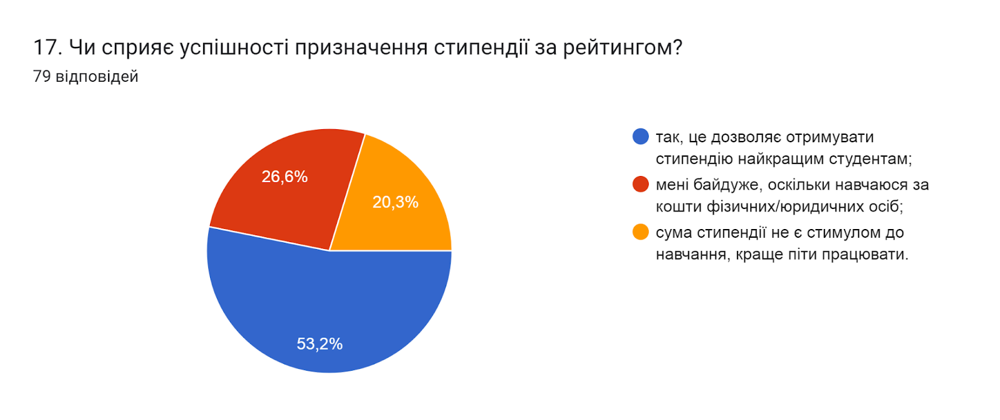 17. Чи сприяє успішності призначення стипендії за рейтингом?
79 відповідей
26,6%
20,3%
53,2%
так, це дозволяє отримувати
стипендію найкращим студентам;
мені байдуже, оскільки навчаюся за
кошти фізичних/юридичних осіб;
сума стипендії не є стимулом до
навчання, краще піти працювати.